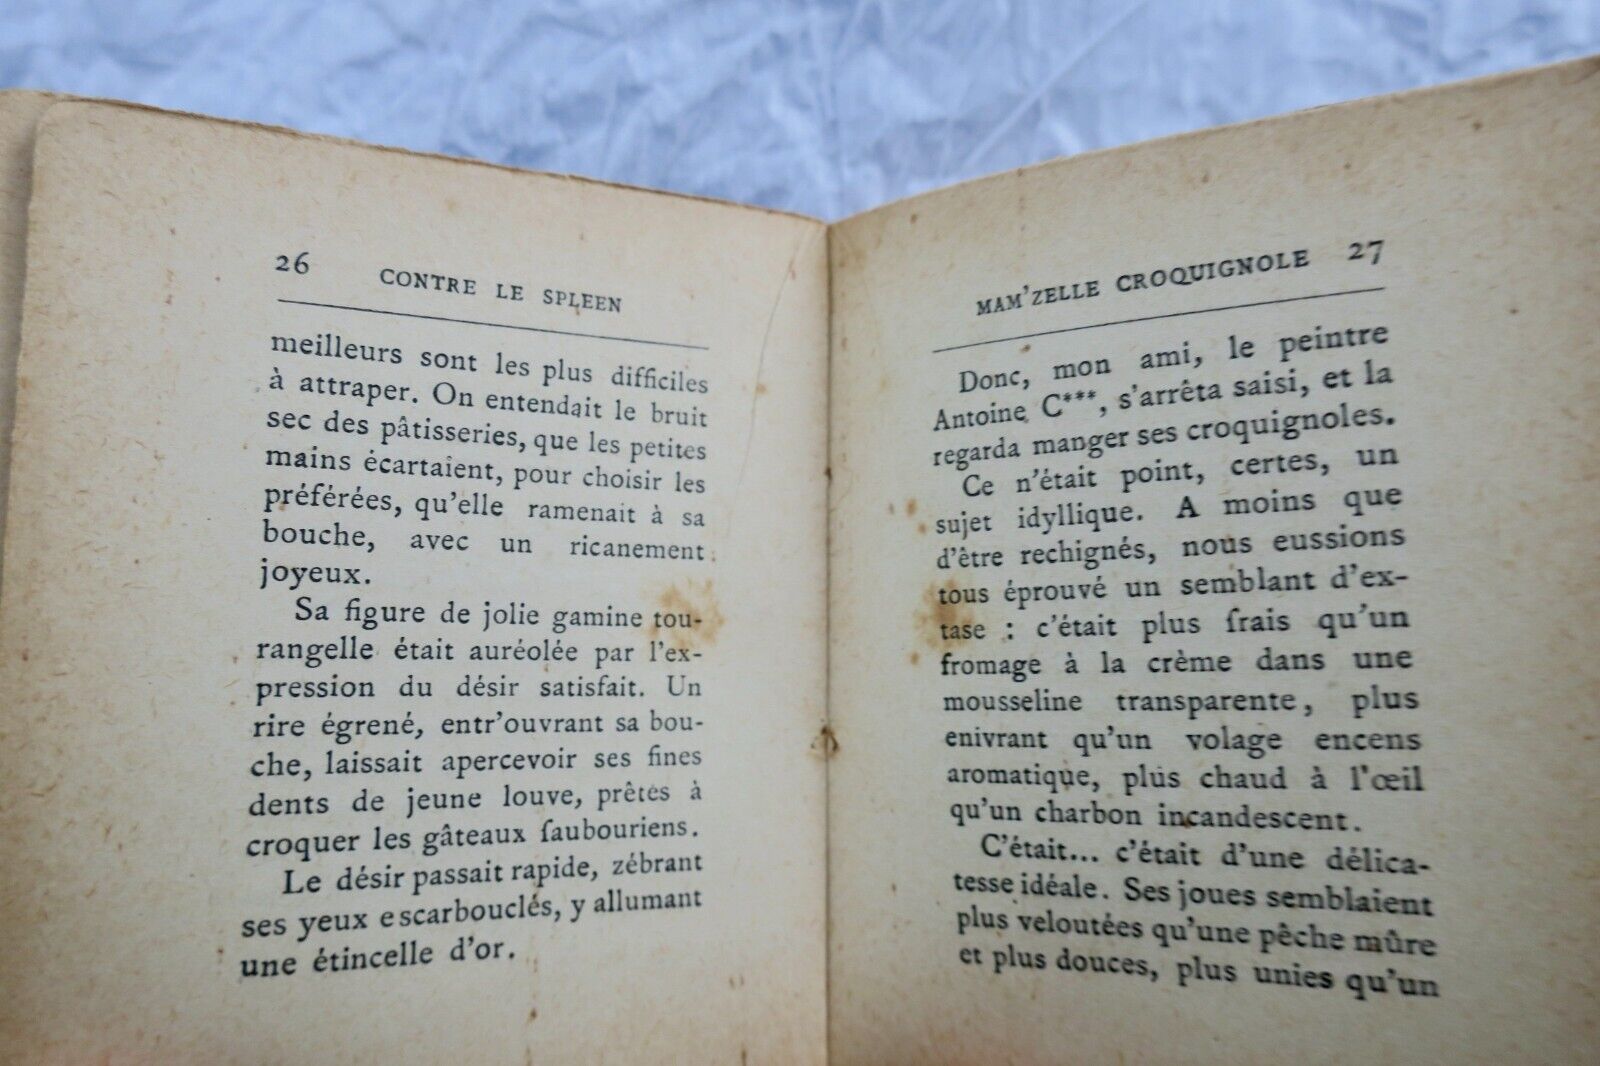 26 CONTRE LE SPLEEN
meilleurs sont les plus difficiles
à attraper. On entendait le bruit
sec des pâtisseries, que les petites
mains écartaient, pour choisir les
préférées, qu'elle ramenait à sa
bouche, avec un ricanement
joyeux.
Sa figure de jolie gamine tou-
rangelle était auréolée par l'ex-
pression du désir satisfait. Un
rire égrené, entr'ouvrant sa bou-
che, laissait apercevoir ses fines
dents de jeune louve, prêtes à
croquer les gâteaux faubouriens.
Le désir passait rapide, zébrant
ses yeux escarbouclés, y allumant
une étincelle d'or.
MAM'ZELLE CROQUIGNOLE 27
Donc, mon ami, le peintre
Antoine C***, s'arrêta saisi, et la
regarda manger ses croquignoles.
Ce n'était point, certes, un
sujet idyllique. A moins que
d'être rechignés, nous eussions
tous éprouvé un semblant d'ex-
tase : c'était plus frais qu'un
fromage à la crème dans une
mousseline transparente, plus
enivrant qu'un volage encens
aromatique, plus chaud à l'œil
qu'un charbon incandescent.
C'était... c'était d'une délica-
tesse idéale. Ses joues semblaient
plus veloutées qu'une pêche mûre
et plus douces, plus unies qu'un